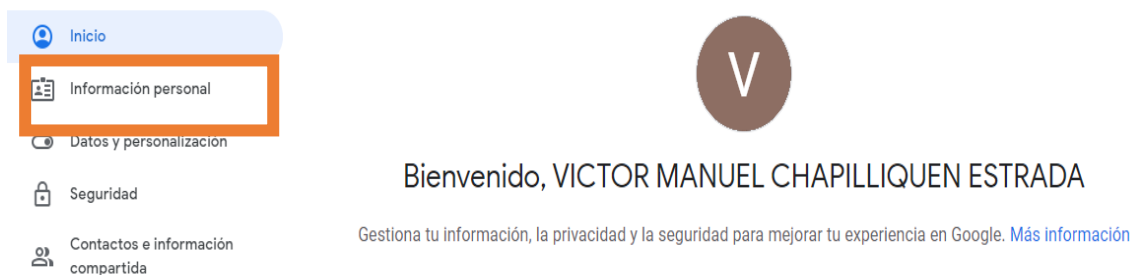 Inicio
Información personal
Datos y personalización
Seguridad
Contactos e información
compartida
V
Bienvenido, VICTOR MANUEL CHAPILLIQUEN ESTRADA
Gestiona tu información, la privacidad y la seguridad para mejorar tu experiencia en Google. Más información